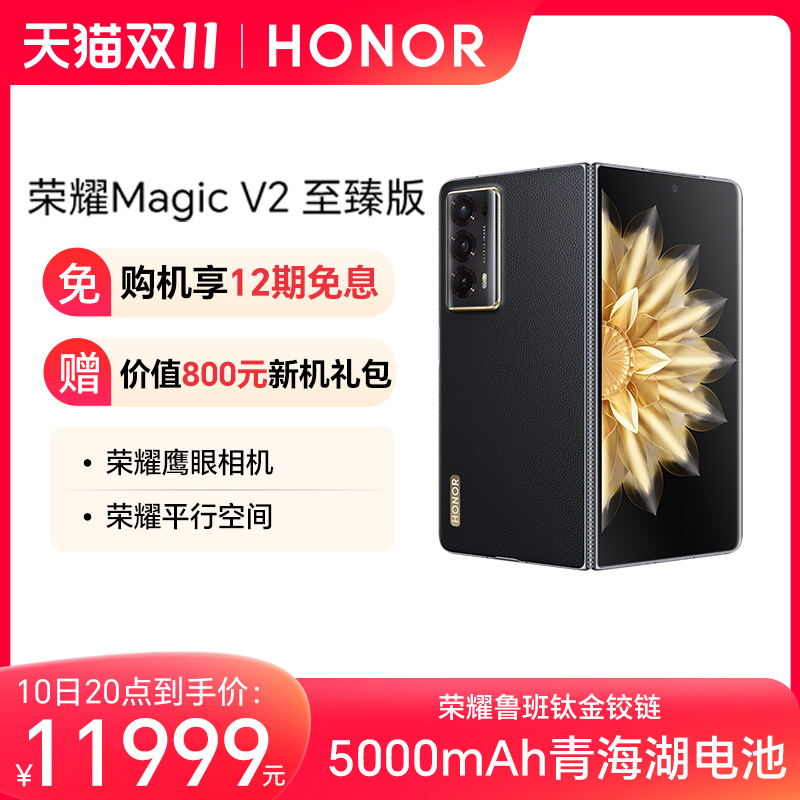 天猫双11 | HONOR
荣耀Magic V2 至臻版
免 购机享12期免息
赠 价值800元新机礼包
• 荣耀鹰眼相机
• 荣耀平行空间
HONOR
10日20点到手价:
¥11999元
荣耀鲁班钛金铰链
5000mAh青海湖电池